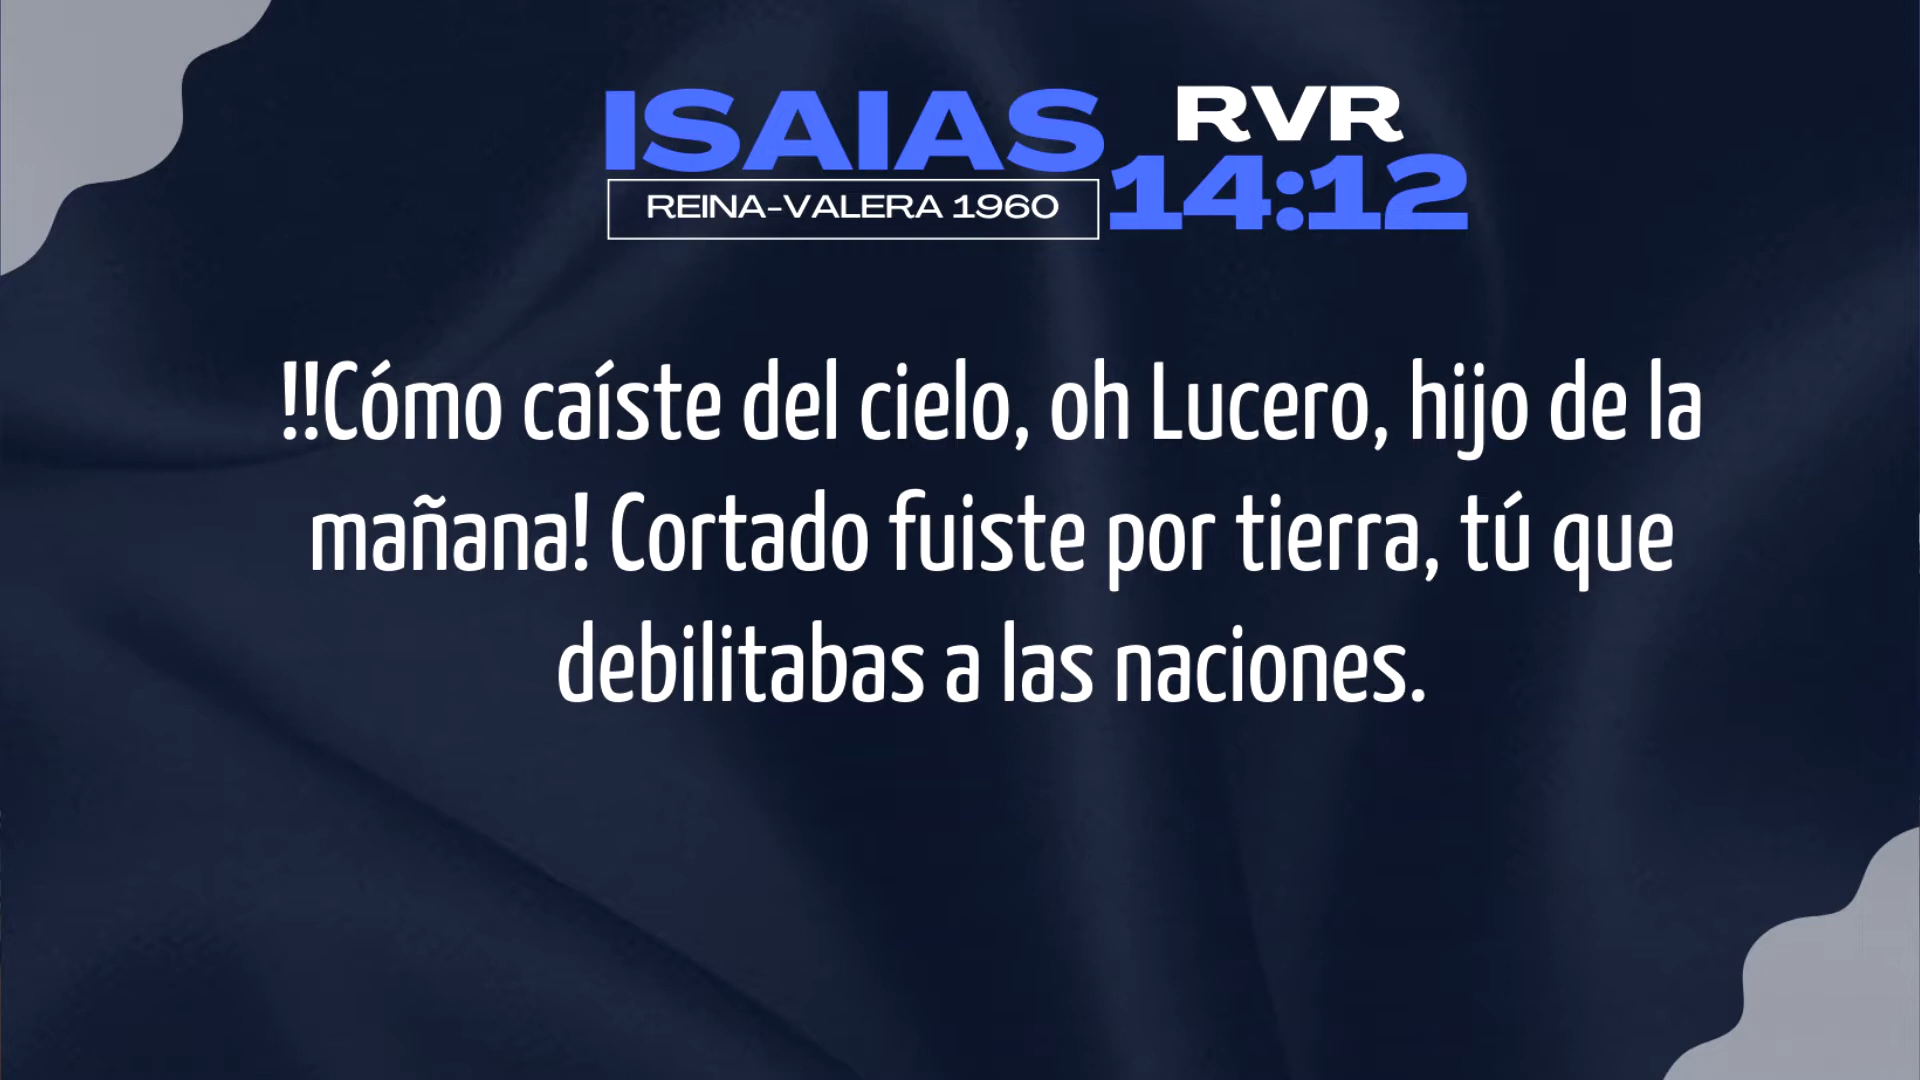 ISAIAS
RVR
REINA-VALERA 1960
14:12
!!Cómo caíste del cielo, oh Lucero, hijo de la
mañana! Cortado fuiste por tierra, tú que
debilitabas a las naciones.